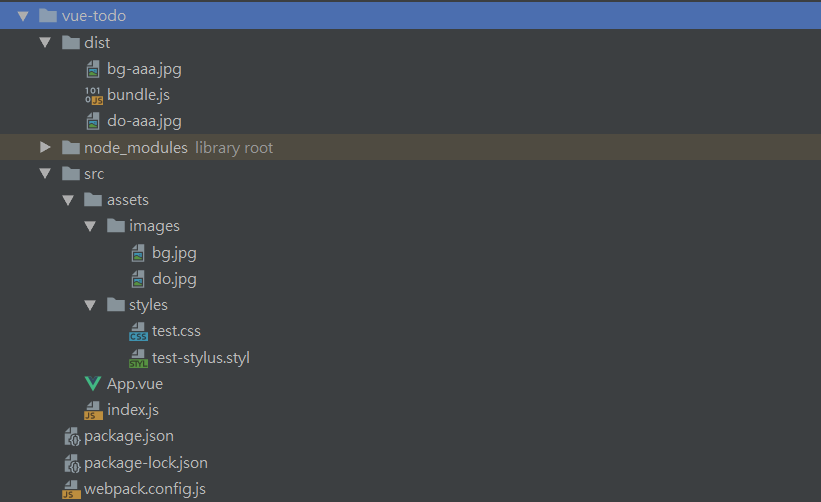 vue-todo
dist
bg-aaa.jpg
bundle.js
do-aaa.jpg
node_modules library root
src
assets
images
bg.jpg
do.jpg
styles
test.css
test-stylus.styl
App.vue
index.js
package.json
package-lock.json
webpack.config.js